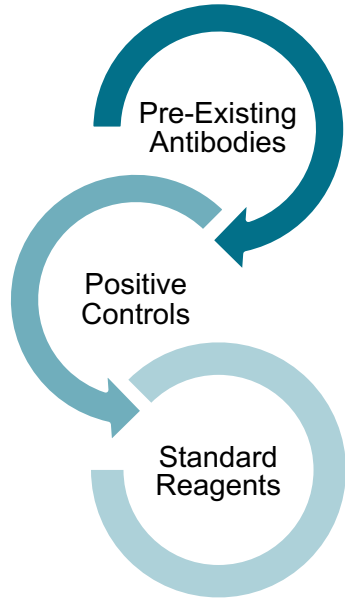 Pre-Existing
Antibodies
Positive
Controls
Standard
Reagents